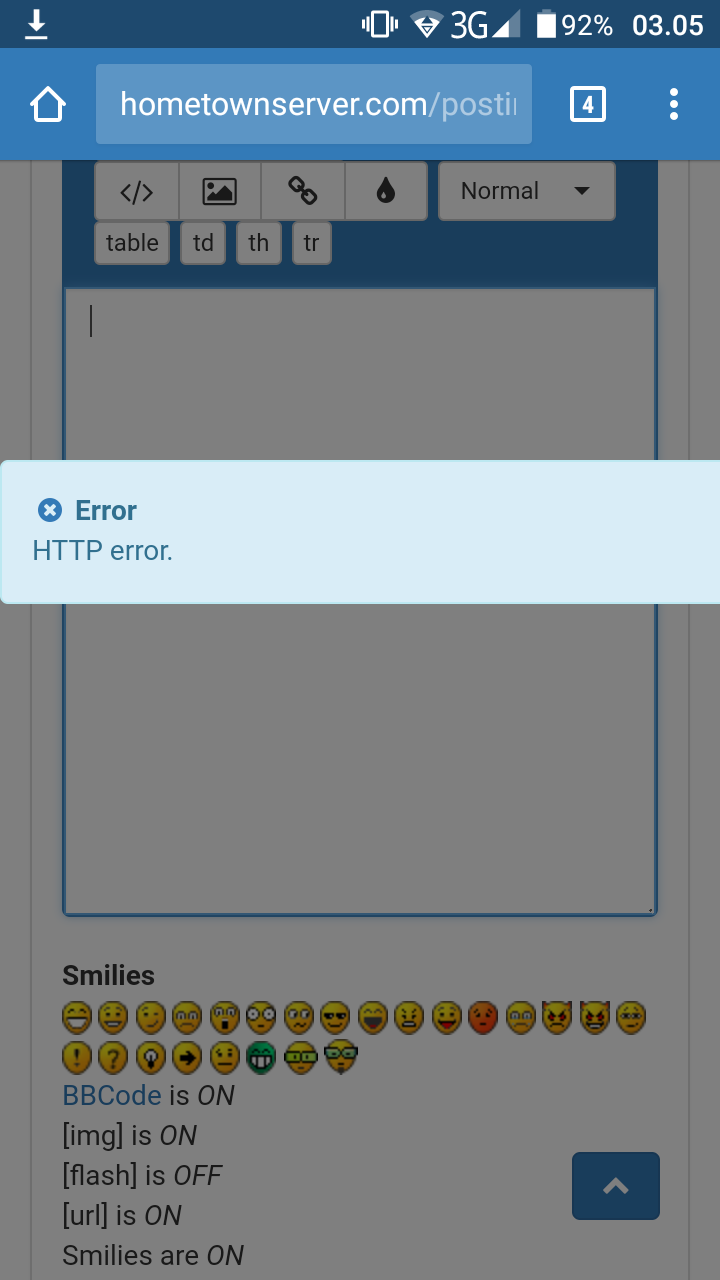 3G 92% 03.05
hometownserver.com/posti
4
</> Normal
table td th tr
Error
HTTP error.
Smilies
BBCode is ON
[img] is ON
[flash] is OFF
[url] is ON
Smilies are ON